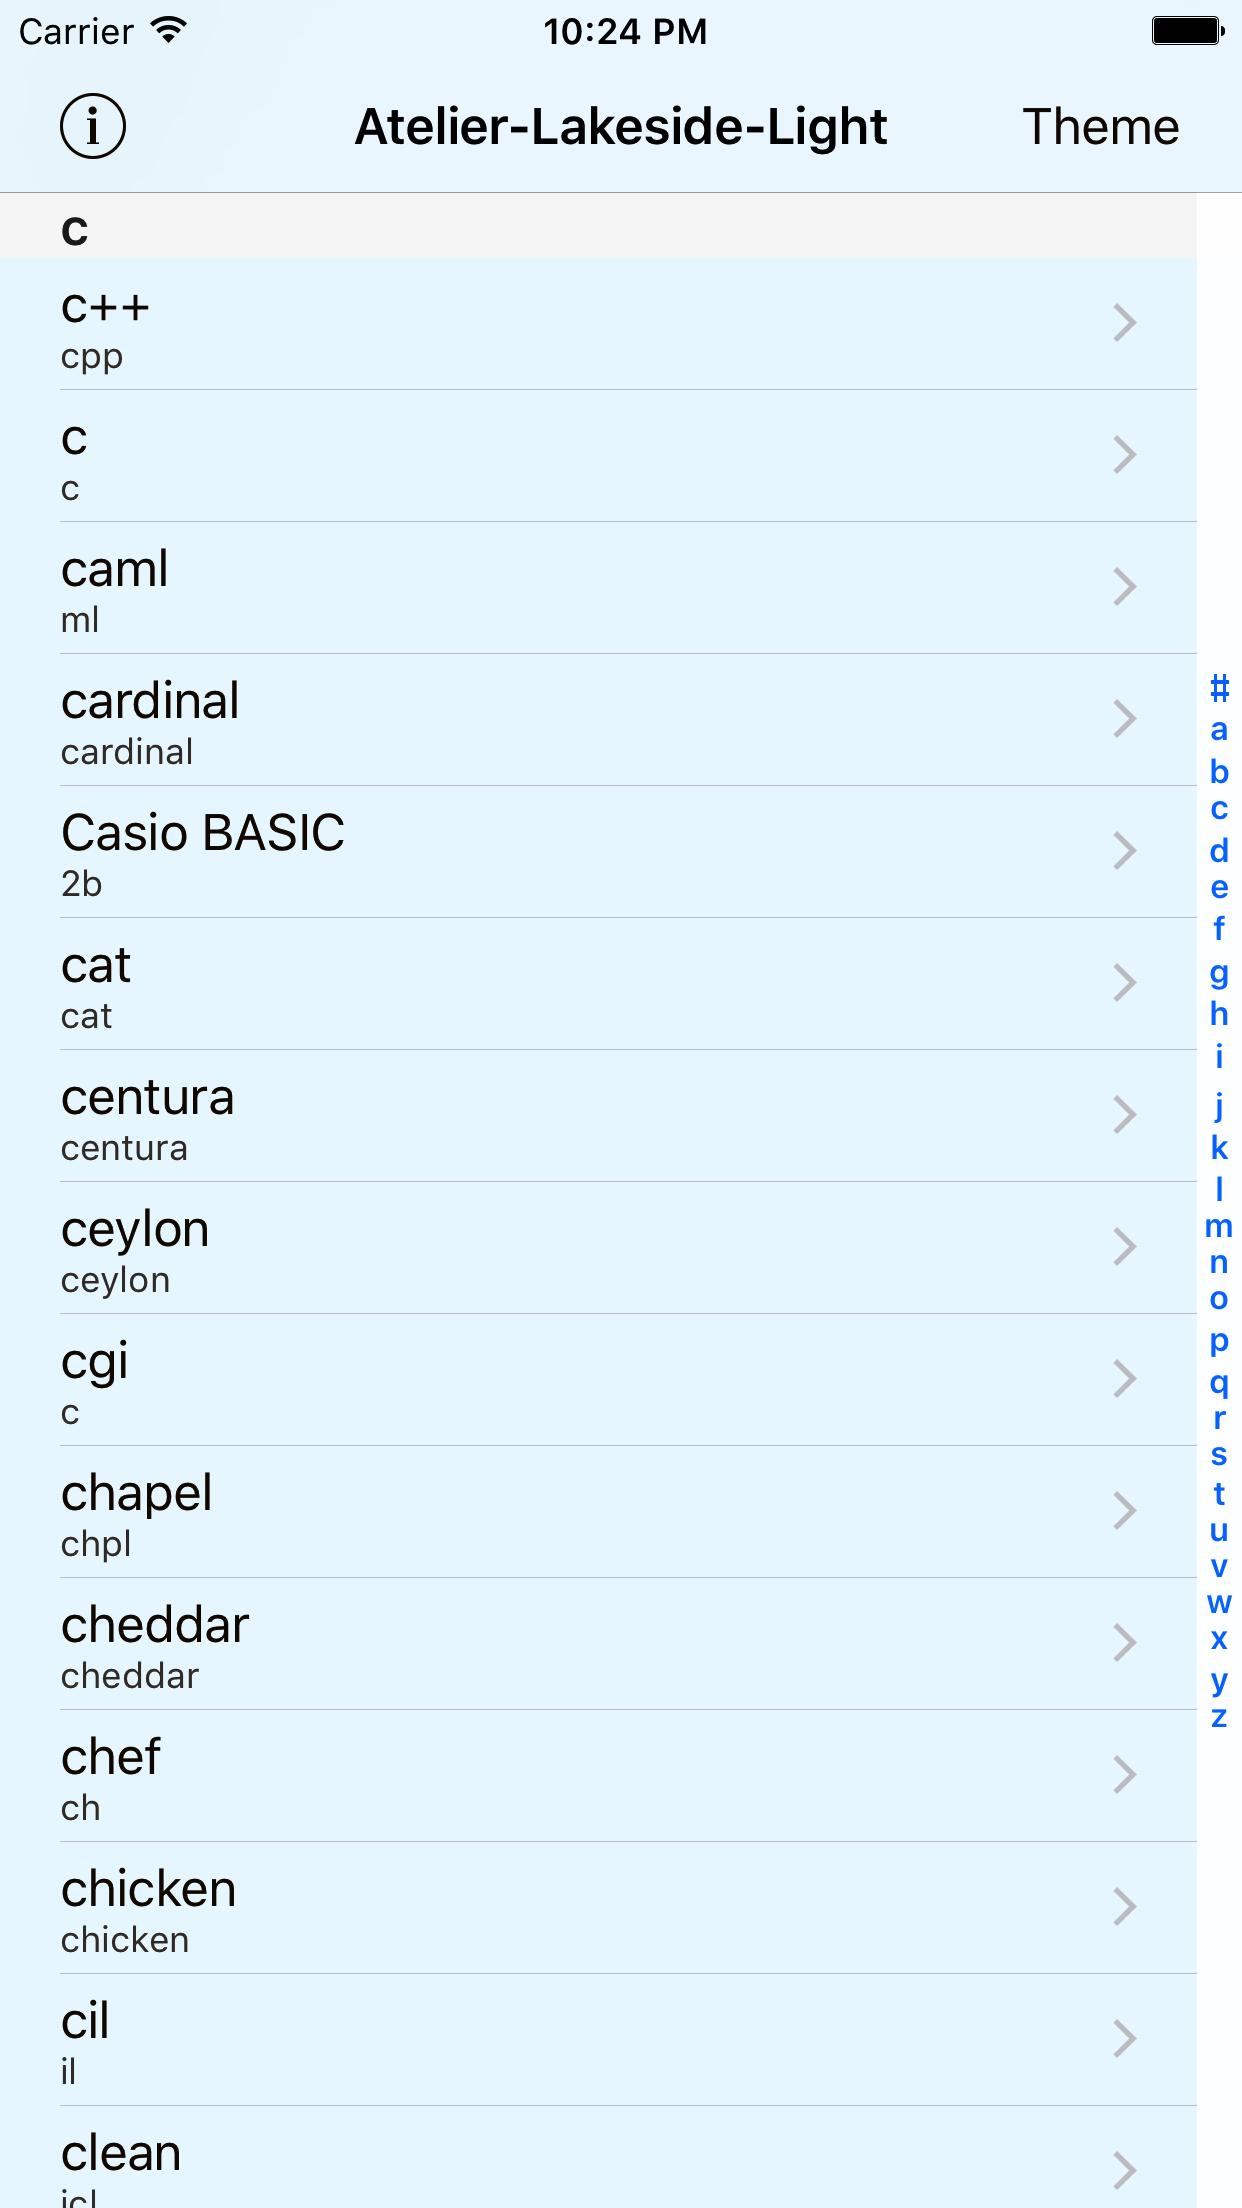 Carrier 10:24 PM
i Atelier-Lakeside-Light Theme
c
c++
cpp
c
c
caml
ml
cardinal
cardinal
Casio BASIC
2b
cat
cat
centura
centura
ceylon
ceylon
cgi
c
chapel
chpl
cheddar
cheddar
chef
ch
chicken
chicken
cil
il
clean
icl
#
a
b
c
d
e
f
g
h
i
j
k
l
m
n
o
p
q
r
s
t
u
v
w
x
y
z